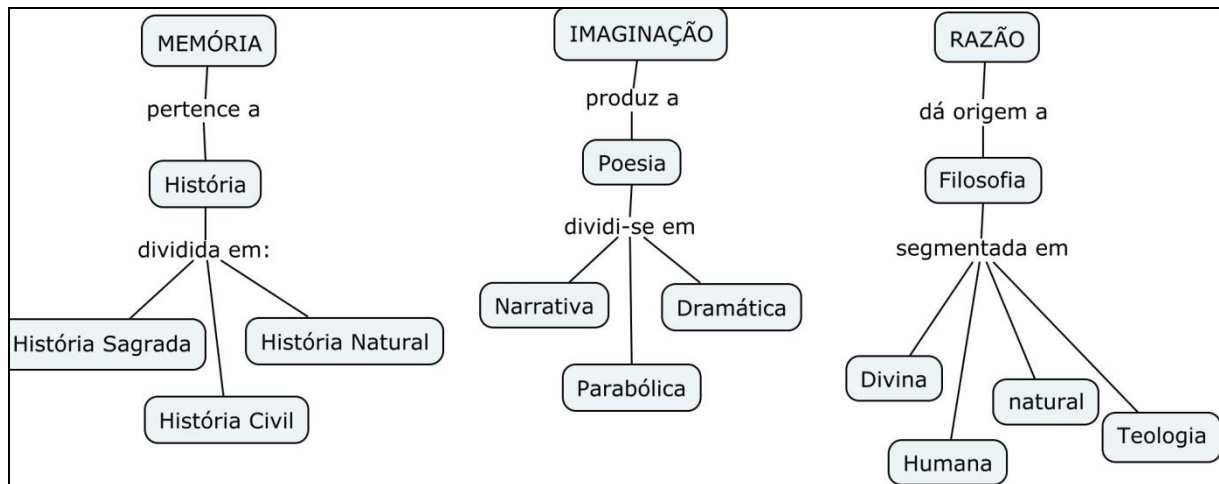 MEMÓRIA
pertence a
História
dividida em:
História Sagrada
História Natural
História Civil
IMAGINAÇÃO
produz a
Poesia
dividi-se em
Narrativa
Dramática
Parabólica
RAZÃO
dá origem a
Filosofia
segmentada em
Divina
natural
Teologia
Humana